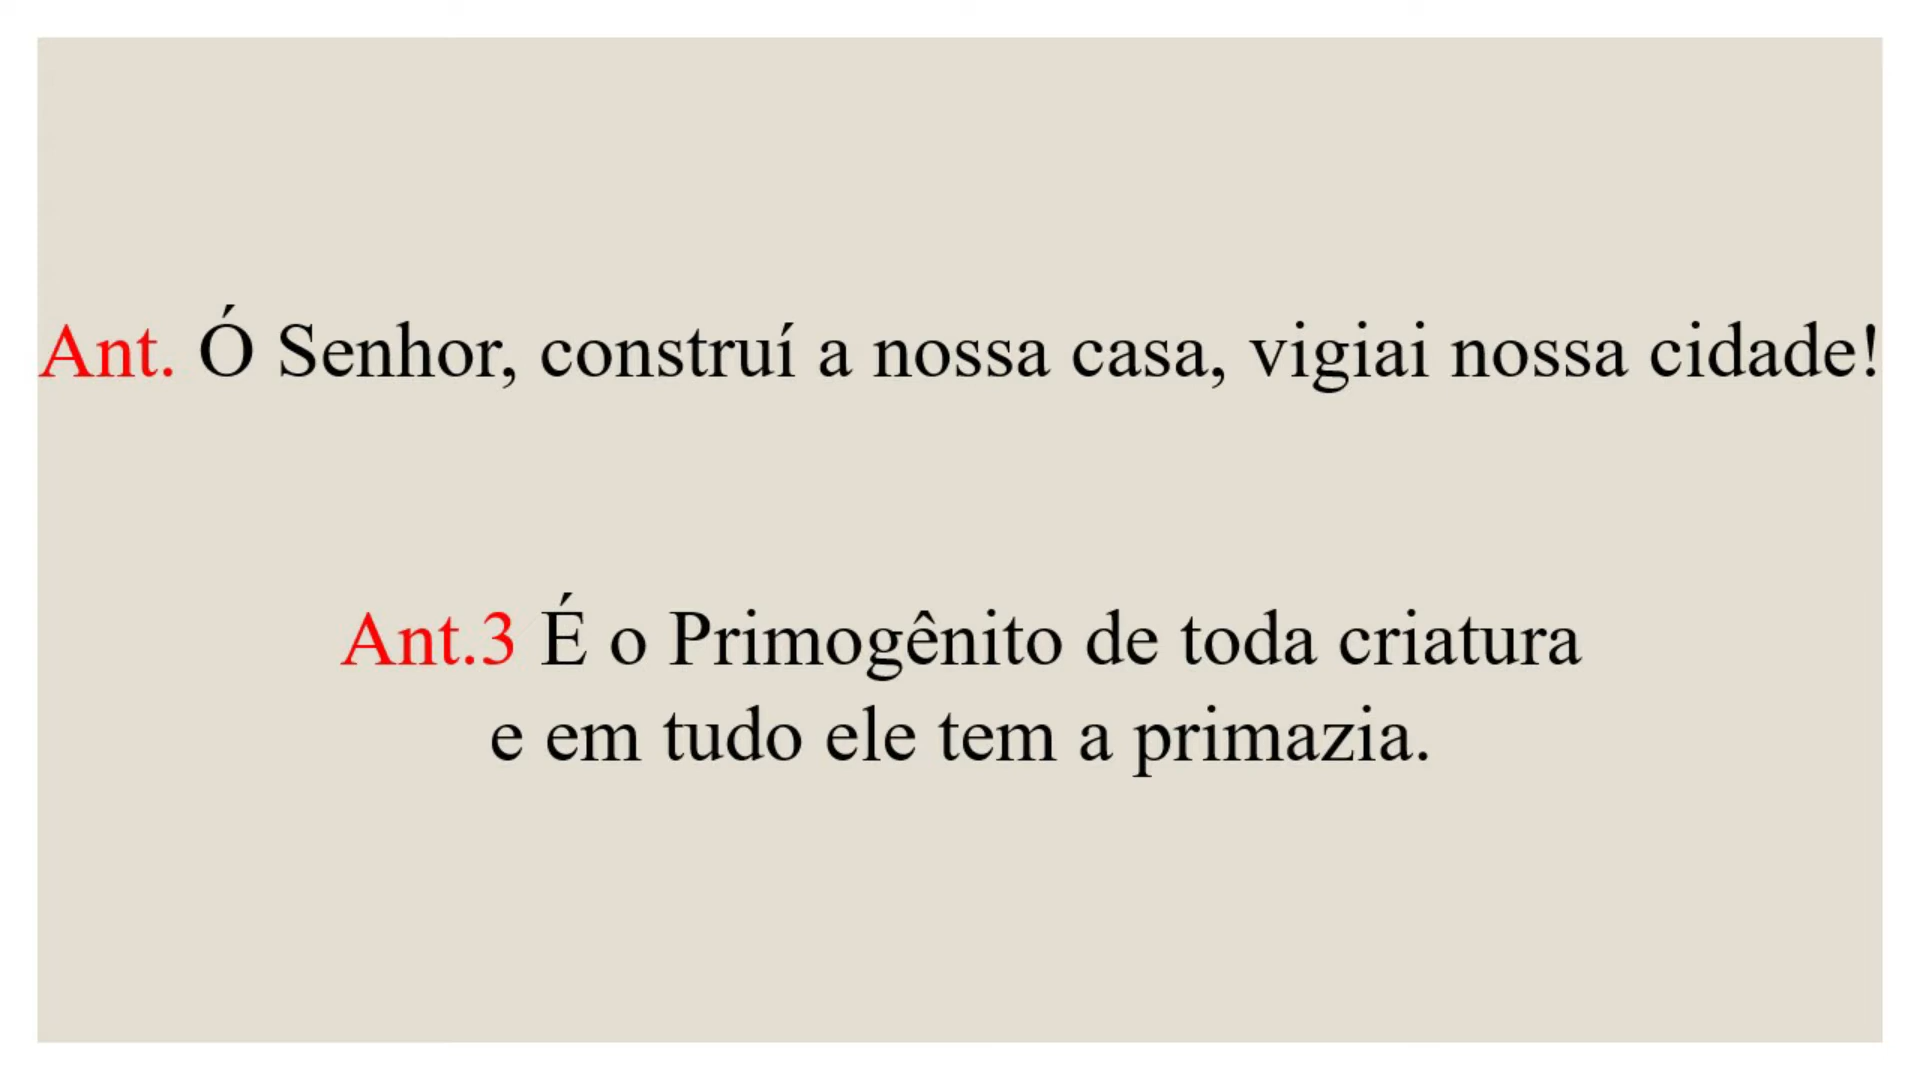 Ant. Ó Senhor, construí a nossa casa, vigiai nossa cidade!
Ant.3 É o Primogênito de toda criatura
e em tudo ele tem a primazia.